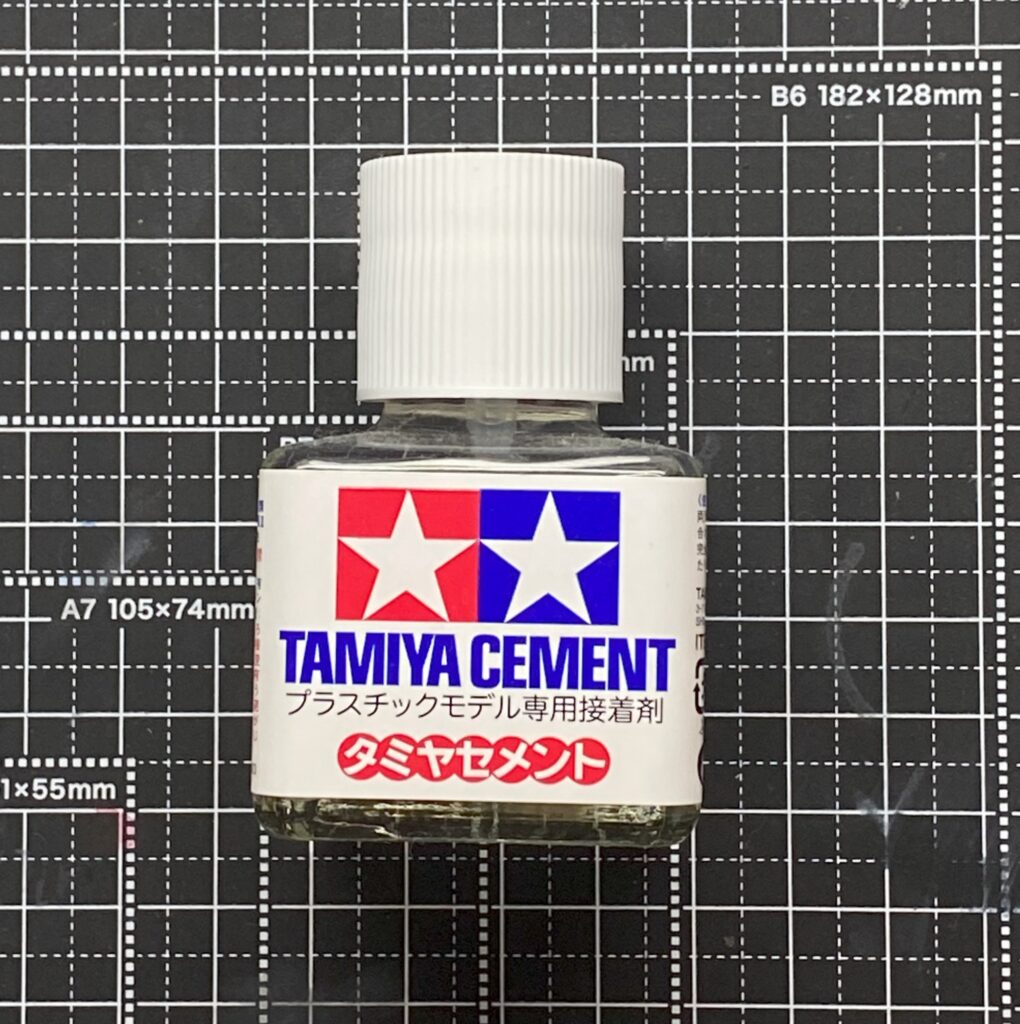 B6 182×128mm
mm
A7 105×74mm
TAMIYA CEMENT
プラスチックモデル専用接着剤
タミヤセメント
1×55mm